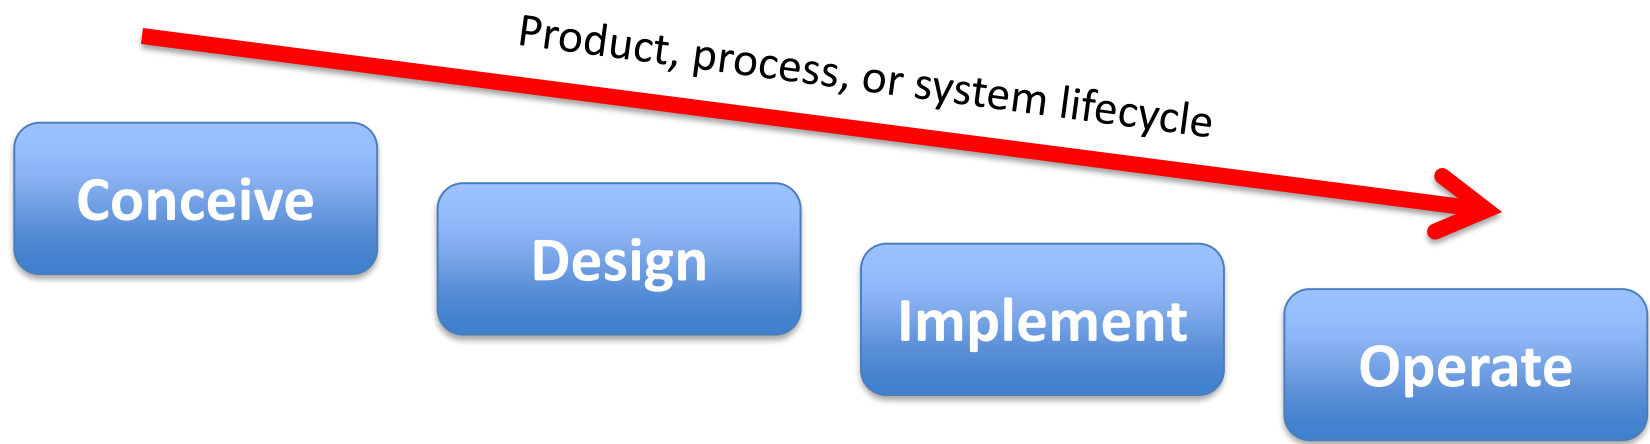 Product, process, or system lifecycle
Conceive
Design
Implement
Operate